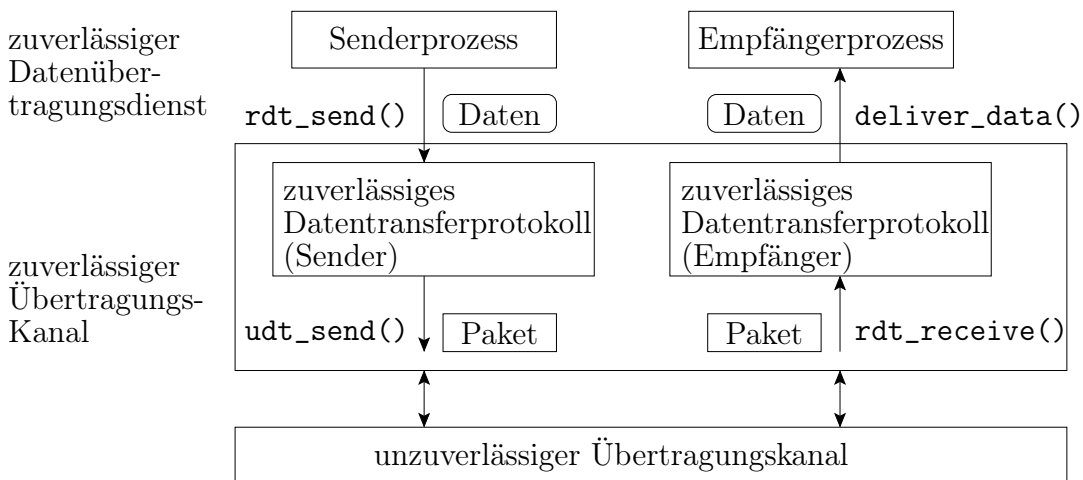 zuverlässiger
Datenüber-
tragungsdienst
Senderprozess
Empfängerprozess
rdt_send()
Daten
Daten
deliver_data()
zuverlässiger
Übertragungs-
Kanal
zuverlässiges
Datentransferprotokoll
(Sender)
zuverlässiges
Datentransferprotokoll
(Empfänger)
udt_send()
Paket
Paket
rdt_receive()
unzuverlässiger Übertragungskanal